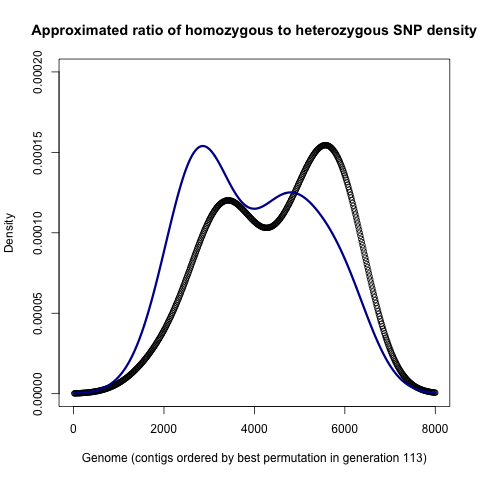 Approximated ratio of homozygous to heterozygous SNP density
0.00020
0.00015
0.00010
0.00005
0.00000
Density
0 2000 4000 6000 8000
Genome (contigs ordered by best permutation in generation 113)